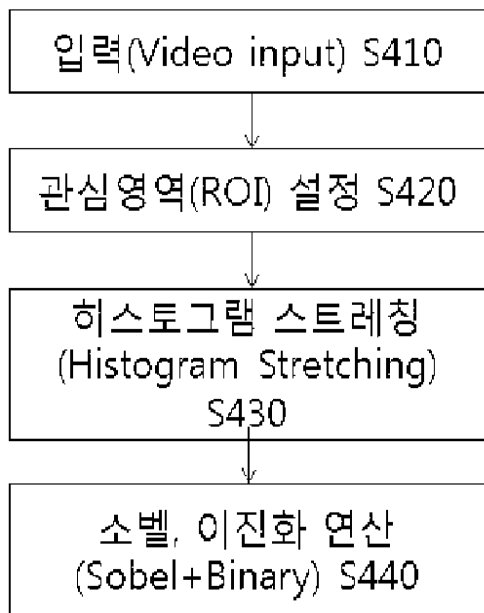 입력(Video input) S410
관심영역(ROI) 설정 S420
히스토그램 스트레칭
(Histogram Stretching)
S430
소벨, 이진화 연산
(Sobel+Binary) S440